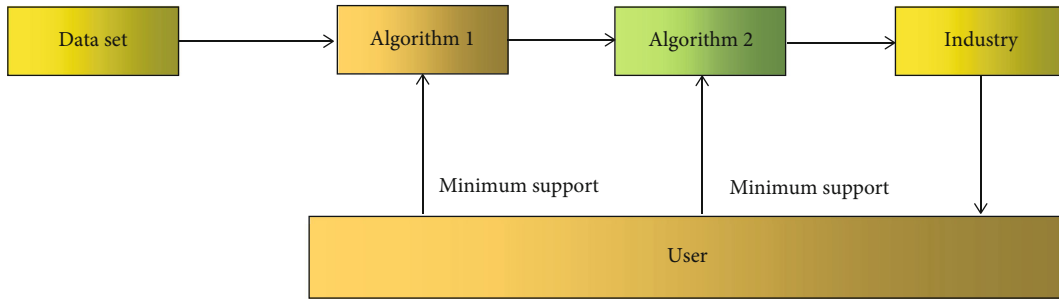 Data set
Algorithm 1
Algorithm 2
Industry
Minimum support
Minimum support
User